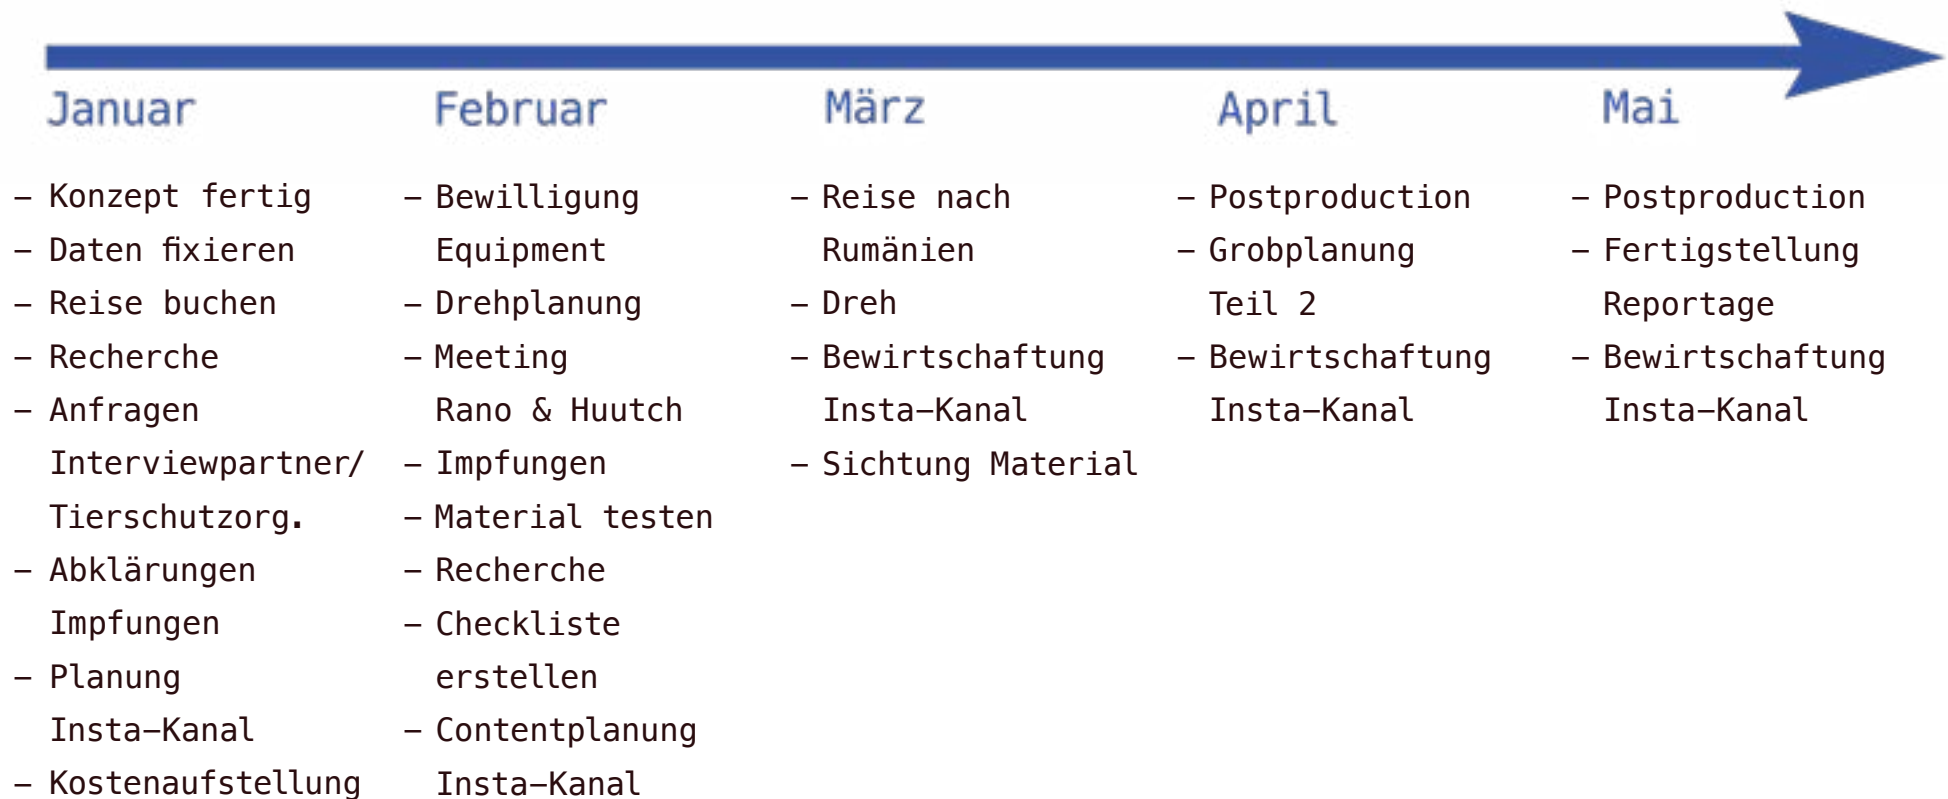 Januar
– Konzept fertig
– Daten fixieren
– Reise buchen
– Recherche
– Anfragen
Interviewpartner/
Tierschutzorg.
– Abklärungen
Impfungen
– Planung
Insta–Kanal
– Kostenaufstellung
Februar
– Bewilligung
Equipment
– Drehplanung
– Meeting
Rano & Huutch
– Impfungen
– Material testen
– Recherche
– Checkliste
erstellen
– Contentplanung
Insta–Kanal
März
– Reise nach
Rumänien
– Dreh
– Bewirtschaftung
Insta–Kanal
– Sichtung Material
April
– Postproduction
– Grobplanung
Teil 2
– Bewirtschaftung
Insta–Kanal
Mai
– Postproduction
– Fertigstellung
Reportage
– Bewirtschaftung
Insta–Kanal